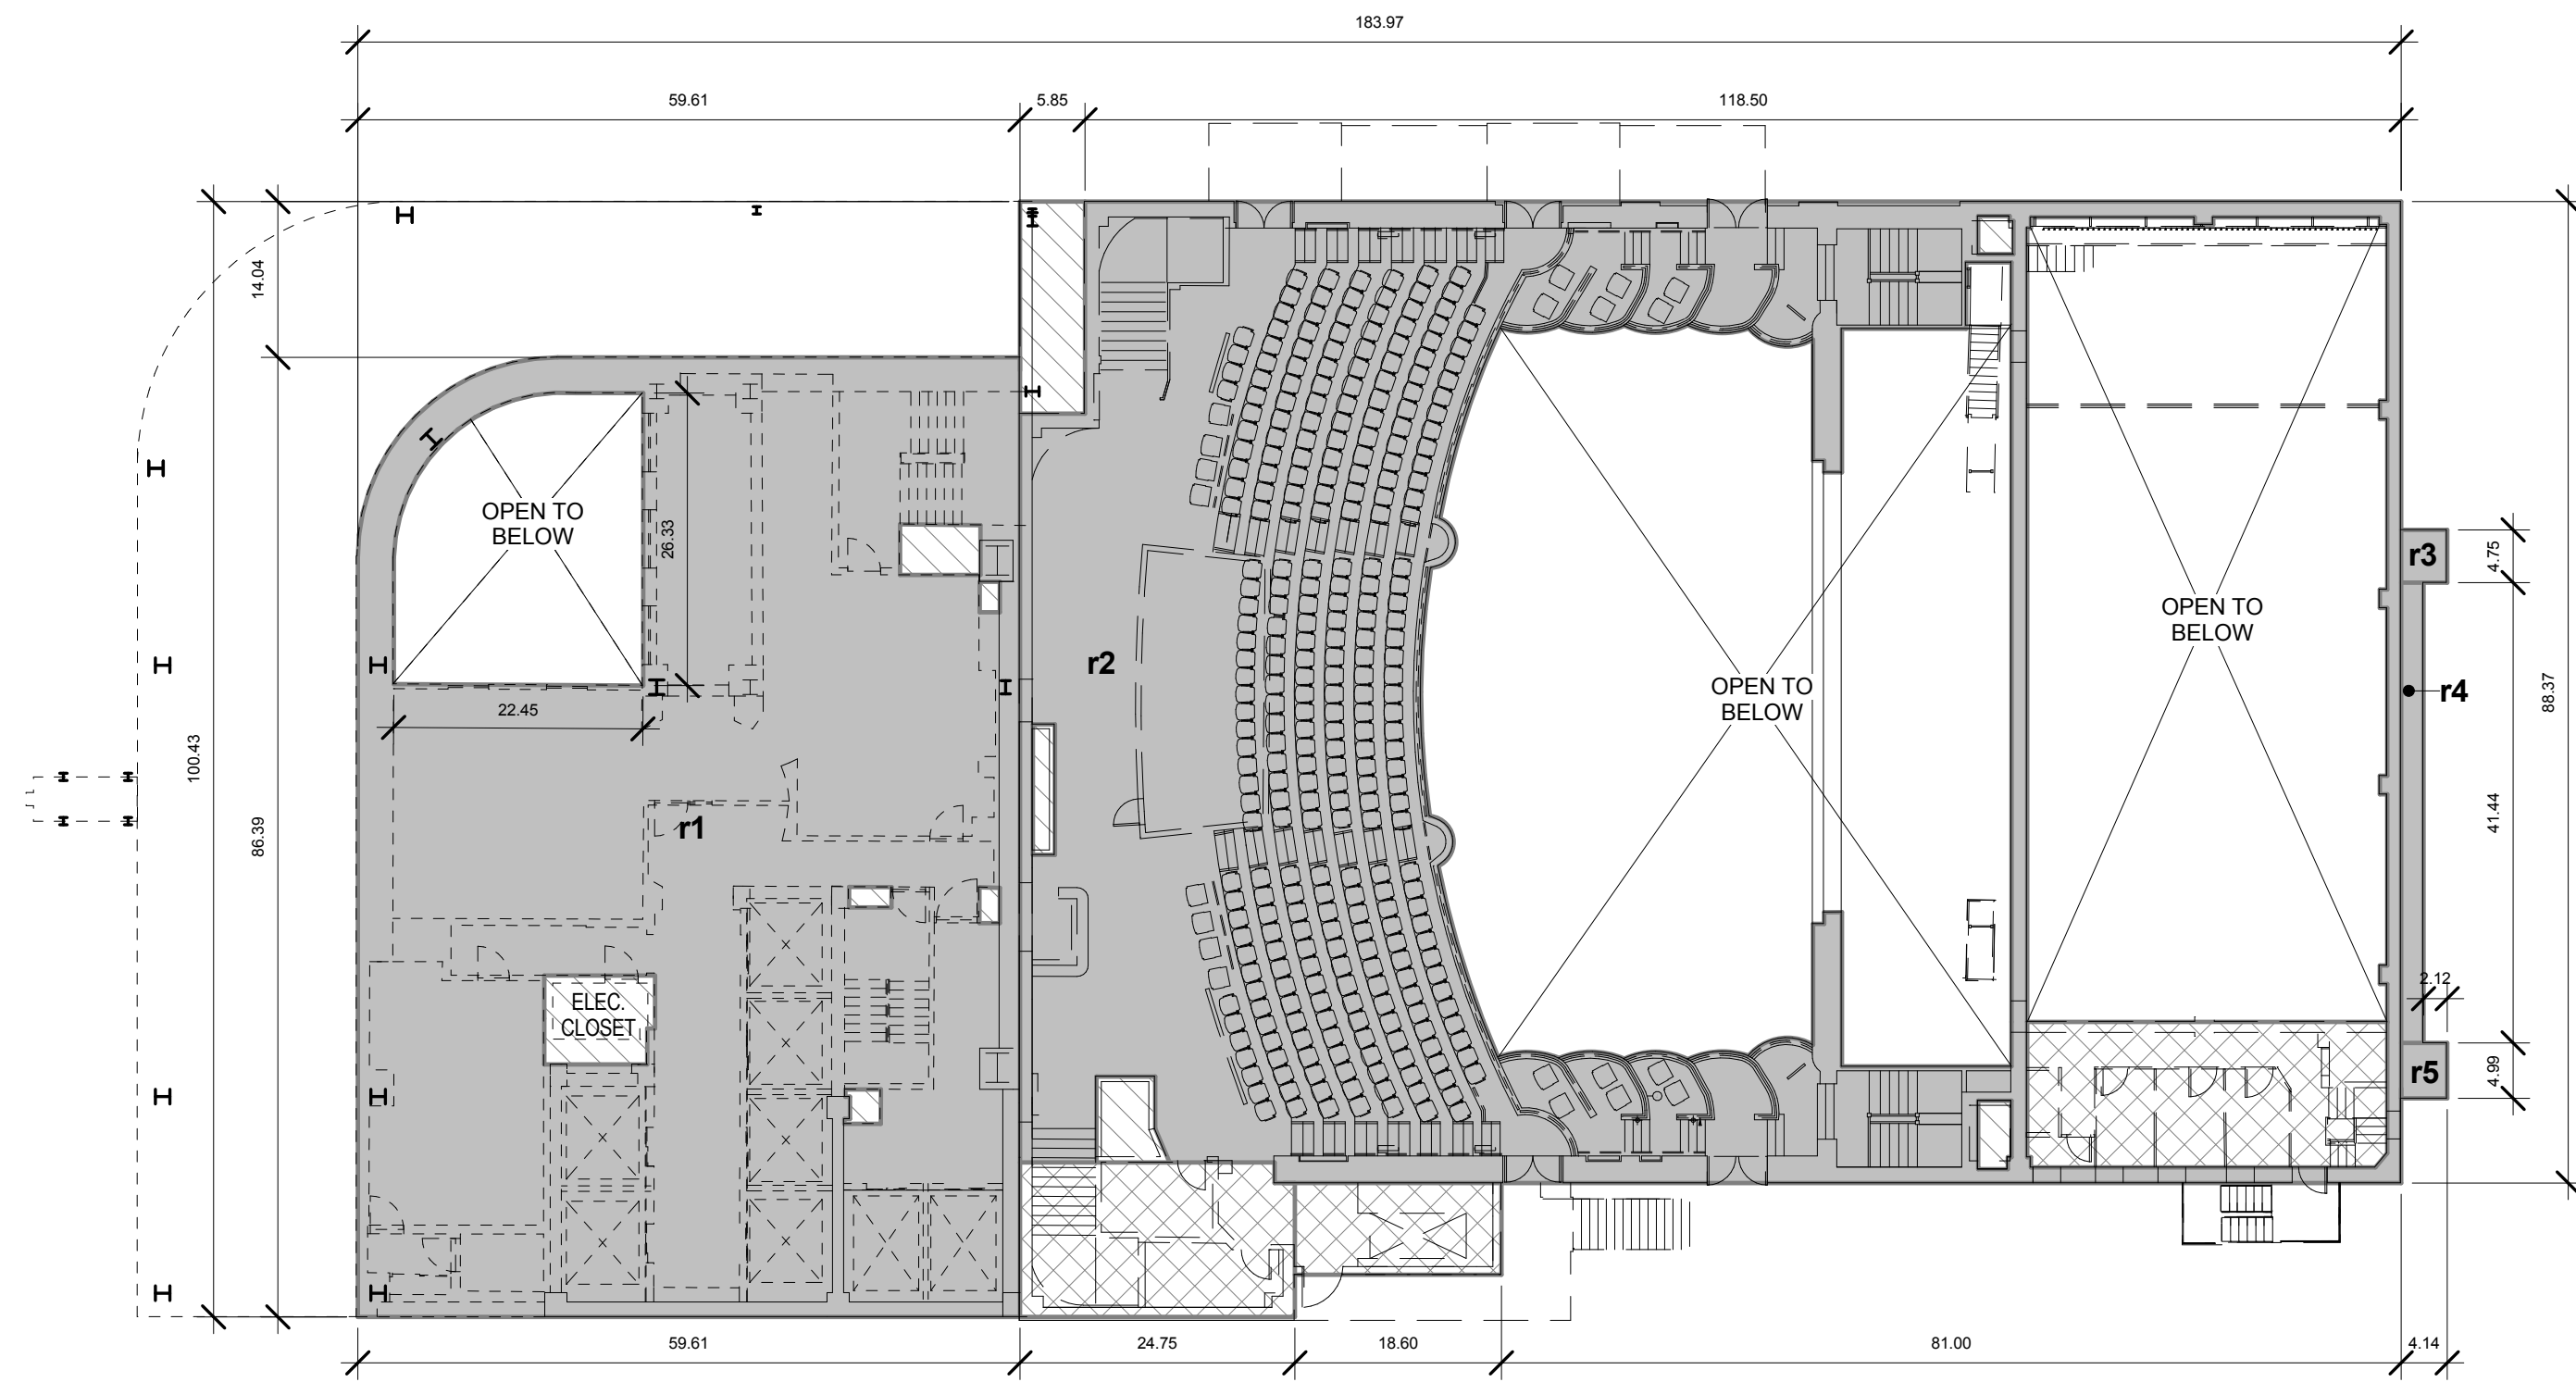 183.97
59.61
5.85
118.50
14.04
OPEN TO
BELOW
26.33
22.45
r3
4.75
OPEN TO
BELOW
r2
OPEN TO
BELOW
r4
88.37
100.43
86.39
r1
41.44
2.12
ELEC.
CLOSET
r5
4.99
59.61
24.75
18.60
81.00
4.14